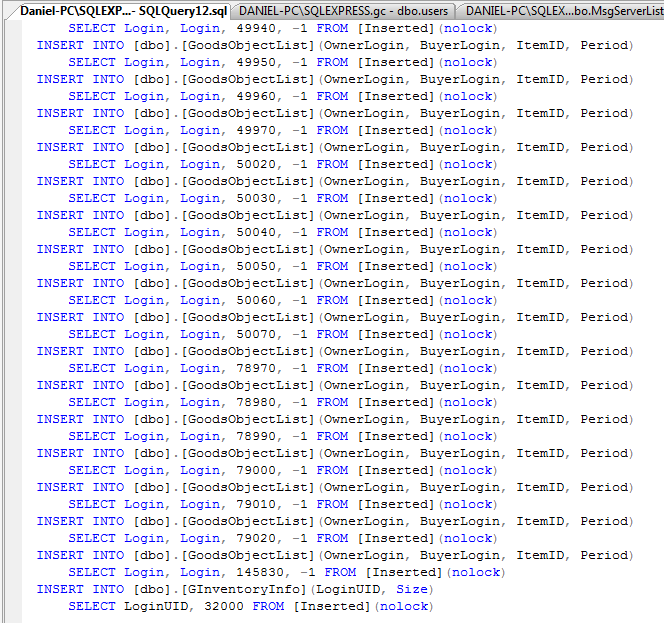 Daniel-PC\SQLEXP...- SQLQuery12.sql DANIEL-PC\SQLEXPRESS.gc - dbo.users DANIEL-PC\SQLEX...bo.MsgServerList
SELECT Login, Login, 49940, -1 FROM [Inserted](nolock)
INSERT INTO [dbo].[GoodsObjectList](OwnerLogin, BuyerLogin, ItemID, Period)
SELECT Login, Login, 49950, -1 FROM [Inserted](nolock)
INSERT INTO [dbo].[GoodsObjectList](OwnerLogin, BuyerLogin, ItemID, Period)
SELECT Login, Login, 49960, -1 FROM [Inserted](nolock)
INSERT INTO [dbo].[GoodsObjectList](OwnerLogin, BuyerLogin, ItemID, Period)
SELECT Login, Login, 49970, -1 FROM [Inserted](nolock)
INSERT INTO [dbo].[GoodsObjectList](OwnerLogin, BuyerLogin, ItemID, Period)
SELECT Login, Login, 50020, -1 FROM [Inserted](nolock)
INSERT INTO [dbo].[GoodsObjectList](OwnerLogin, BuyerLogin, ItemID, Period)
SELECT Login, Login, 50030, -1 FROM [Inserted](nolock)
INSERT INTO [dbo].[GoodsObjectList](OwnerLogin, BuyerLogin, ItemID, Period)
SELECT Login, Login, 50040, -1 FROM [Inserted](nolock)
INSERT INTO [dbo].[GoodsObjectList](OwnerLogin, BuyerLogin, ItemID, Period)
SELECT Login, Login, 50050, -1 FROM [Inserted](nolock)
INSERT INTO [dbo].[GoodsObjectList](OwnerLogin, BuyerLogin, ItemID, Period)
SELECT Login, Login, 50060, -1 FROM [Inserted](nolock)
INSERT INTO [dbo].[GoodsObjectList](OwnerLogin, BuyerLogin, ItemID, Period)
SELECT Login, Login, 50070, -1 FROM [Inserted](nolock)
INSERT INTO [dbo].[GoodsObjectList](OwnerLogin, BuyerLogin, ItemID, Period)
SELECT Login, Login, 78970, -1 FROM [Inserted](nolock)
INSERT INTO [dbo].[GoodsObjectList](OwnerLogin, BuyerLogin, ItemID, Period)
SELECT Login, Login, 78980, -1 FROM [Inserted](nolock)
INSERT INTO [dbo].[GoodsObjectList](OwnerLogin, BuyerLogin, ItemID, Period)
SELECT Login, Login, 78990, -1 FROM [Inserted](nolock)
INSERT INTO [dbo].[GoodsObjectList](OwnerLogin, BuyerLogin, ItemID, Period)
SELECT Login, Login, 79000, -1 FROM [Inserted](nolock)
INSERT INTO [dbo].[GoodsObjectList](OwnerLogin, BuyerLogin, ItemID, Period)
SELECT Login, Login, 79010, -1 FROM [Inserted](nolock)
INSERT INTO [dbo].[GoodsObjectList](OwnerLogin, BuyerLogin, ItemID, Period)
SELECT Login, Login, 79020, -1 FROM [Inserted](nolock)
INSERT INTO [dbo].[GoodsObjectList](OwnerLogin, BuyerLogin, ItemID, Period)
SELECT Login, Login, 145830, -1 FROM [Inserted](nolock)
INSERT INTO [dbo].[GInventoryInfo](LoginUID, Size)
SELECT LoginUID, 32000 FROM [Inserted](nolock)